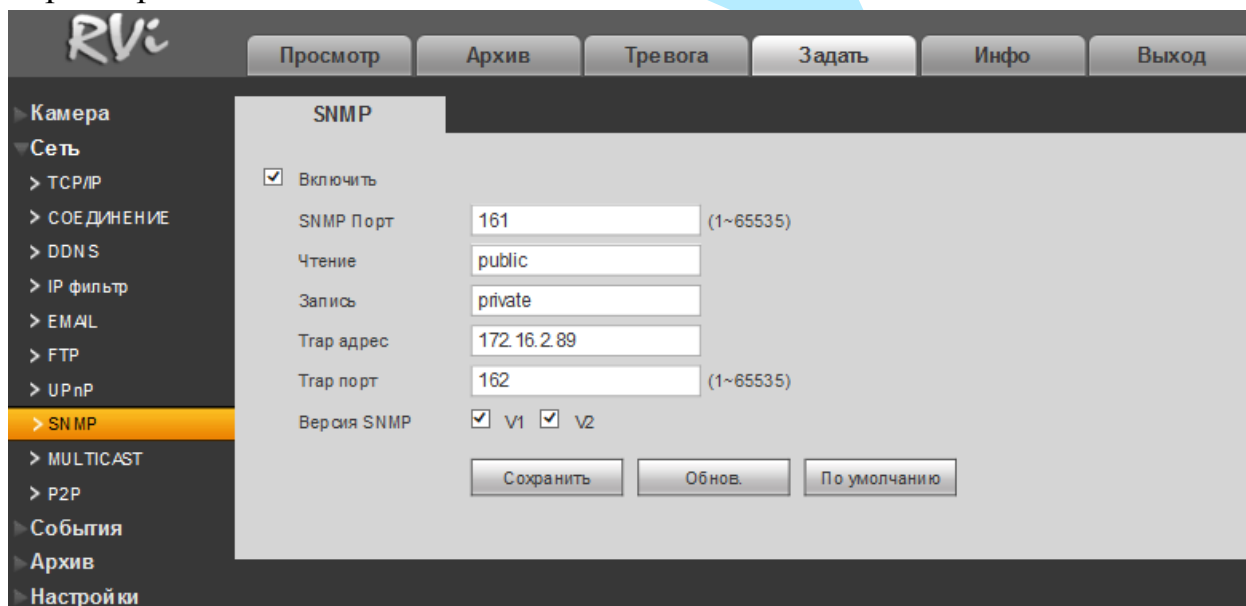 RVi
Просмотр Архив Тревога Задать Инфо Выход
Камера
SNMP
Сеть
> TCP/IP
Включить
> СОЕДИНЕНИЕ
SNMP Порт 161 (1~65535)
> DDNS
Чтение public
> IP фильтр
Запись private
> EMAIL
Trap адрес 172. 16. 2. 89
> FTP
Trap порт 162 (1~65535)
> UPnP
> SNMP
Версия SNMP V1 V2
> MULTICAST
Сохранить Обнов. По умолчанию
> P2P
События
Архив
Настройки